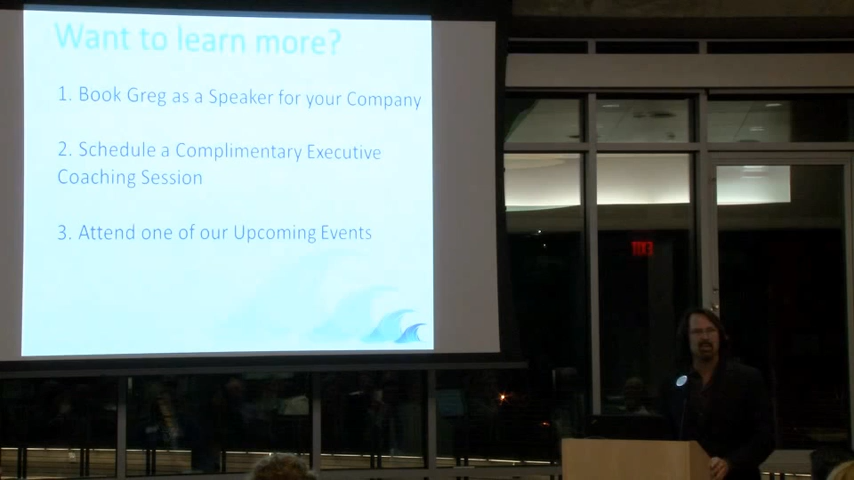 Want to learn more?
1. Book Greg as a Speaker for your Company
2. Schedule a Complimentary Executive
Coaching Session
3. Attend one of our Upcoming Events
EXIT